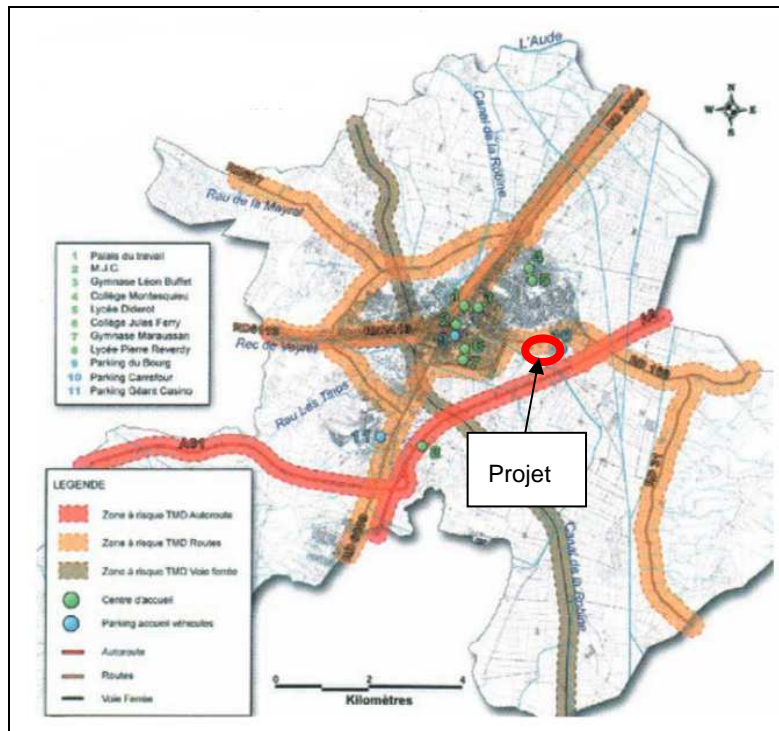 L'Aude
N
W E
S
Canal de la Robine
Rau de la Mayral
1 Palais du travail
2 M.J.C.
3 Gymnase Léon Buffet
4 Collège Montesquieu
5 Lycée Diderot
6 Collège Jules Ferry
7 Gymnase Maraussan
8 Lycée Pierre Reverdy
9 Parking du Bourg
10 Parking Carrefour
11 Parking Géant Casino
RD6113
Rec de Veyret
Rau Les Tinos
11
A61
Projet
Canal de la Robine
LEGENDE
Zone à risque TMD Autoroute
Zone à risque TMD Routes
Zone à risque TMD Voie ferrée
Centre d'accueil
Parking accueil véhicules
Autoroute
Routes
Voie Ferrée
0 2 4
Kilomètres